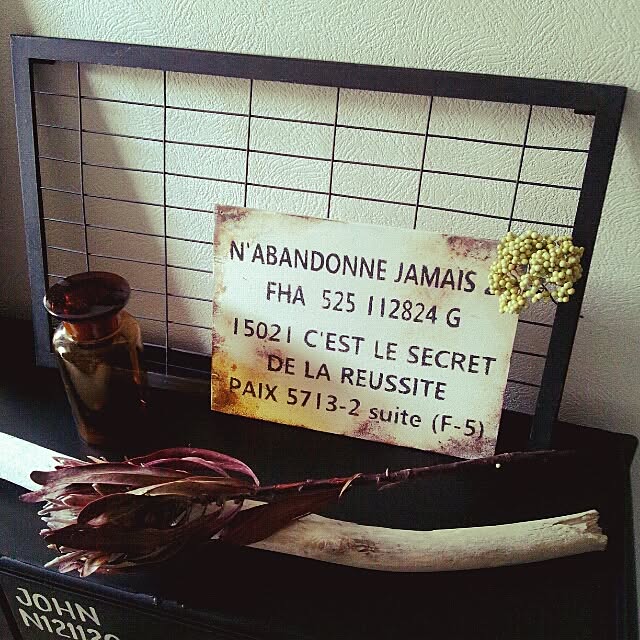 N'ABANDONNE JAMAIS
FHA 525 112824 G
15021 C'EST LE SECRET
DE LA REUSSITE
PAIX 5713-2 suite (F-5)
JOHN